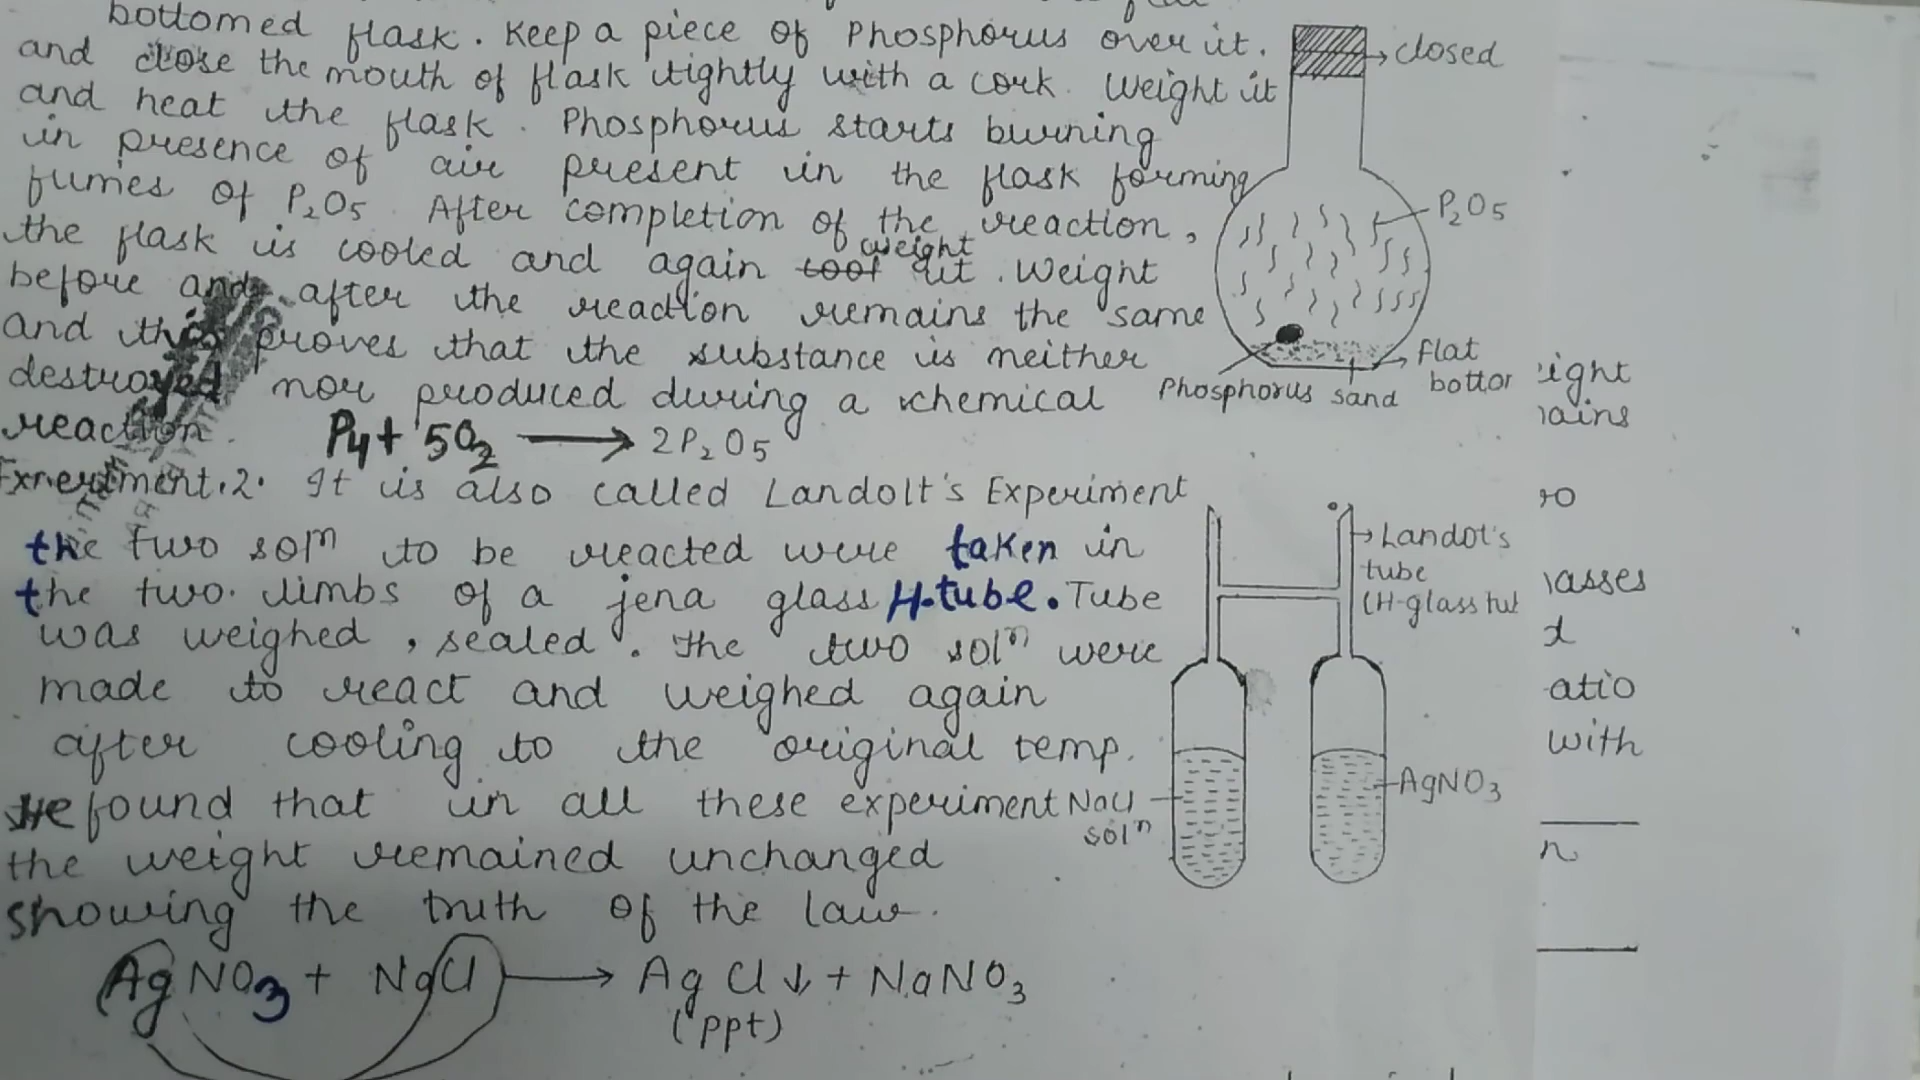 bottomed flask. Keep a piece of Phosphorus over it.
and close the mouth of flask tightly with a cork. Weight it
and heat the flask. Phosphorus starts burning
in presence of air present in the flask forming
fumes of P₂O₅. After completion of the reaction,
the flask is cooled and again weight it. Weight
before and after the reaction remains the same
and this proves that the substance is neither
destroyed nor produced during a chemical
reaction.
P₄ + 5O₂ → 2P₂O₅
closed
P₂O₅
Flat
bottom
Phosphorus sand
Experiment.2. It is also called Landolt's Experiment
the two solⁿ to be reacted were taken in
the two limbs of a jena glass H-tube. Tube
was weighed, sealed. The two solⁿ were
made to react and weighed again
after cooling to the original temp.
He found that in all these experiment
the weight remained unchanged
showing the truth of the law.
AgNO₃ + NaCl → AgCl↓ + NaNO₃
(ppt)
Landot's
tube
(H-glass tu
NaCl
solⁿ
AgNO₃
ight
ains
ro
asses
d
atio
with
n